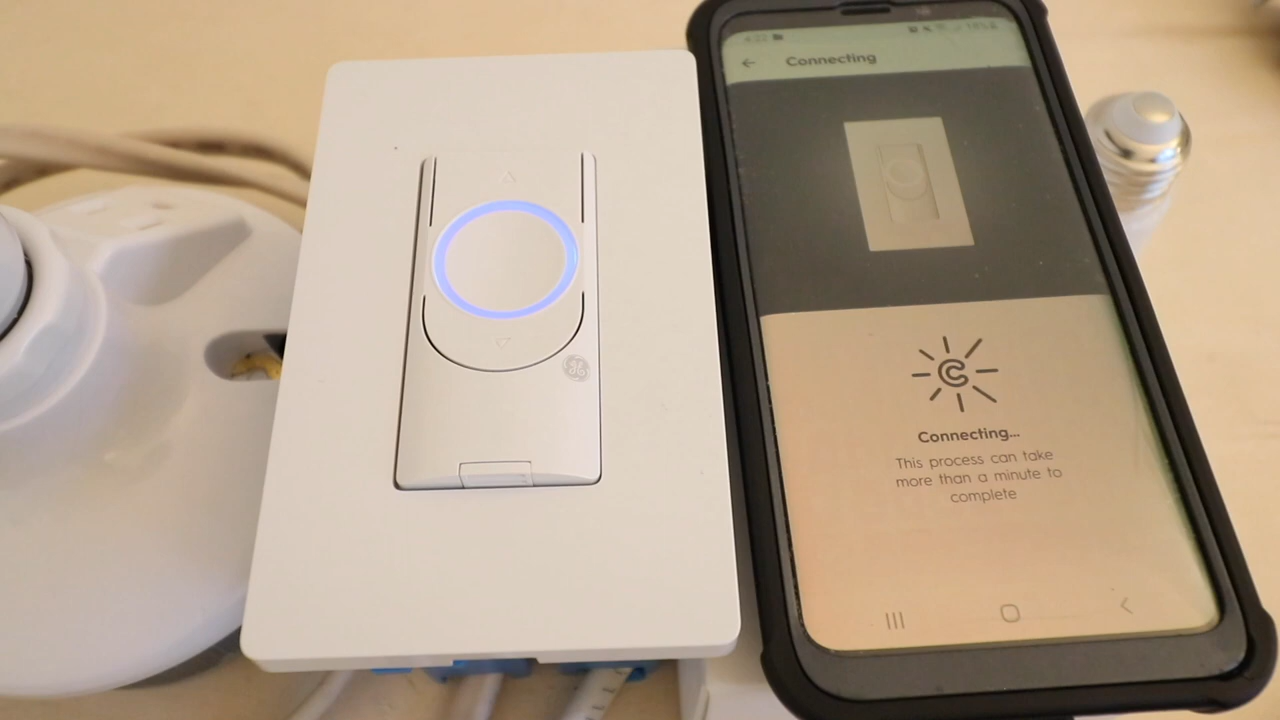 Connecting
Connecting...
This process can take
more than a minute to
complete